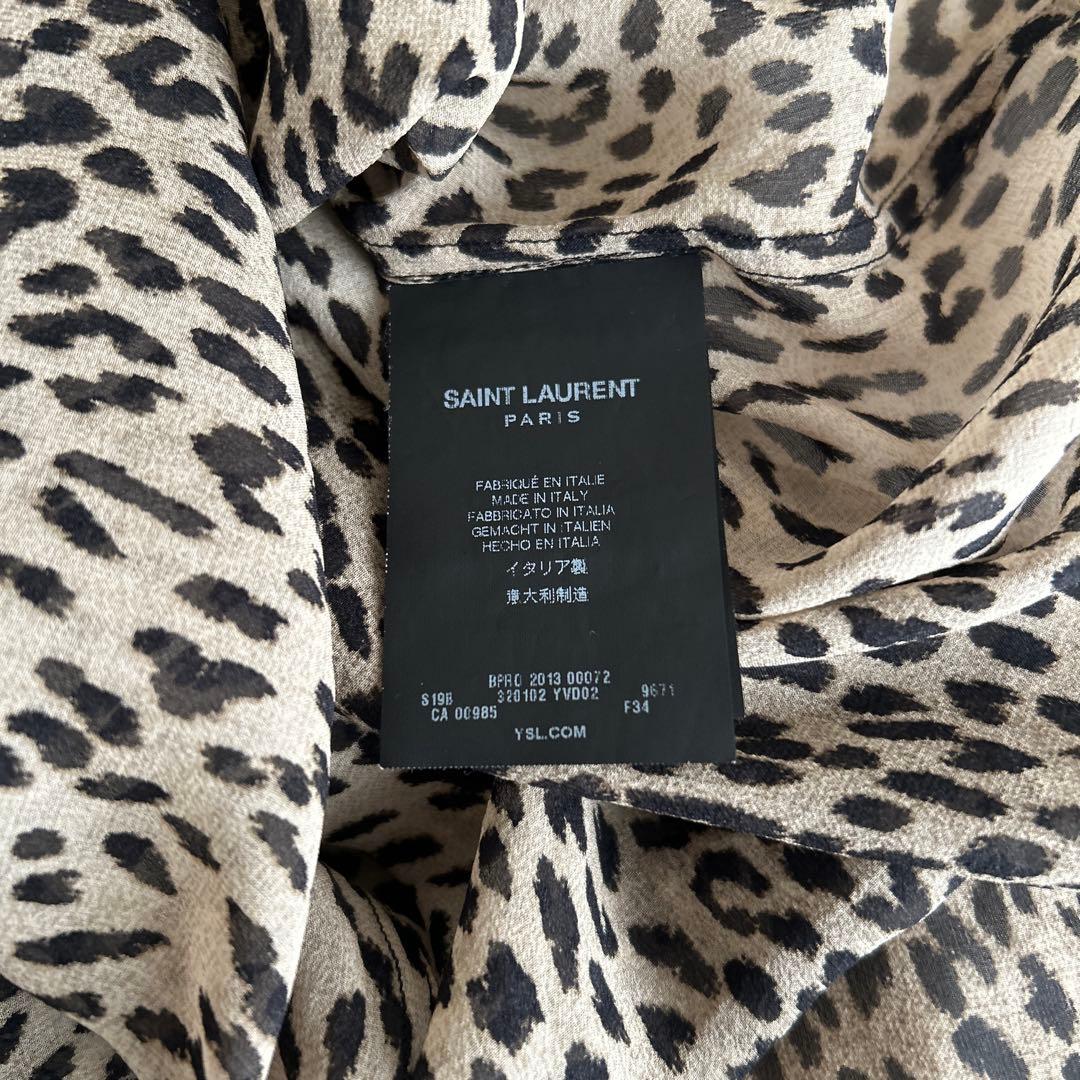 SAINT LAURENT
PARIS
FABRIQUÉ EN ITALIE
MADE IN ITALY
FABBRICATO IN ITALIA
GEMACHT IN ITALIEN
HECHO EN ITALIA
イタリア製
意大利制造
BPRO 2013 00072
S19B 320102 YVD02 9671
CA 00985 F34
YSL.COM